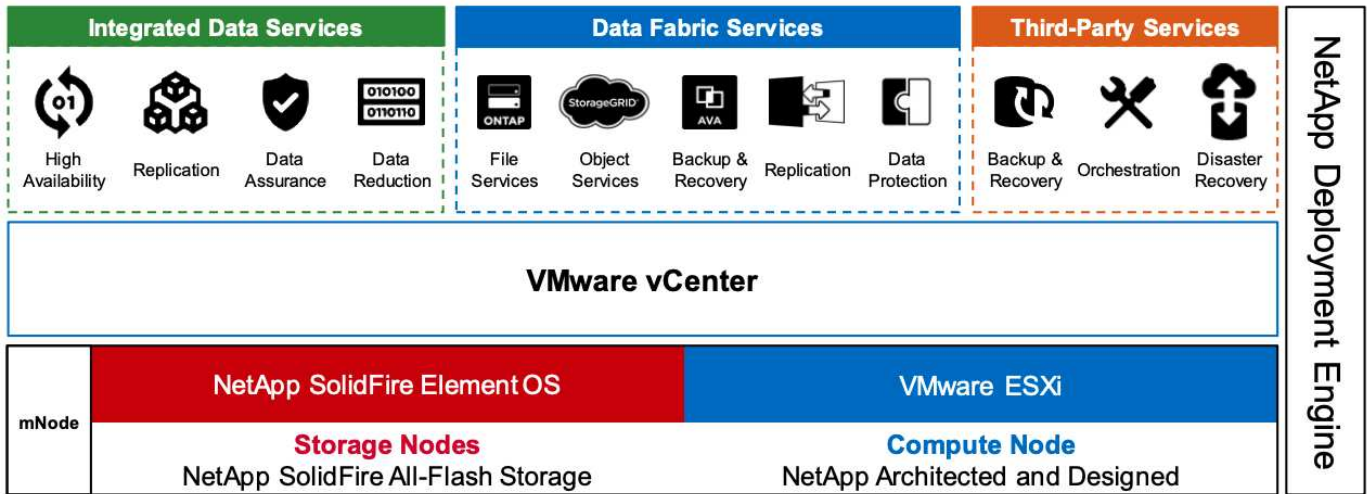 Integrated Data Services
01
High
Availability
Replication
Data
Assurance
010100
0110110
Data
Reduction
Data Fabric Services
ONTAP
File
Services
StorageGRID
Object
Services
AVA
Backup &
Recovery
Replication
Data
Protection
Third-Party Services
Backup &
Recovery
Orchestration
Disaster
Recovery
NetApp Deployment Engine
VMware vCenter
mNode
NetApp SolidFire Element OS
VMware ESXi
Storage Nodes
NetApp SolidFire All-Flash Storage
Compute Node
NetApp Architected and Designed